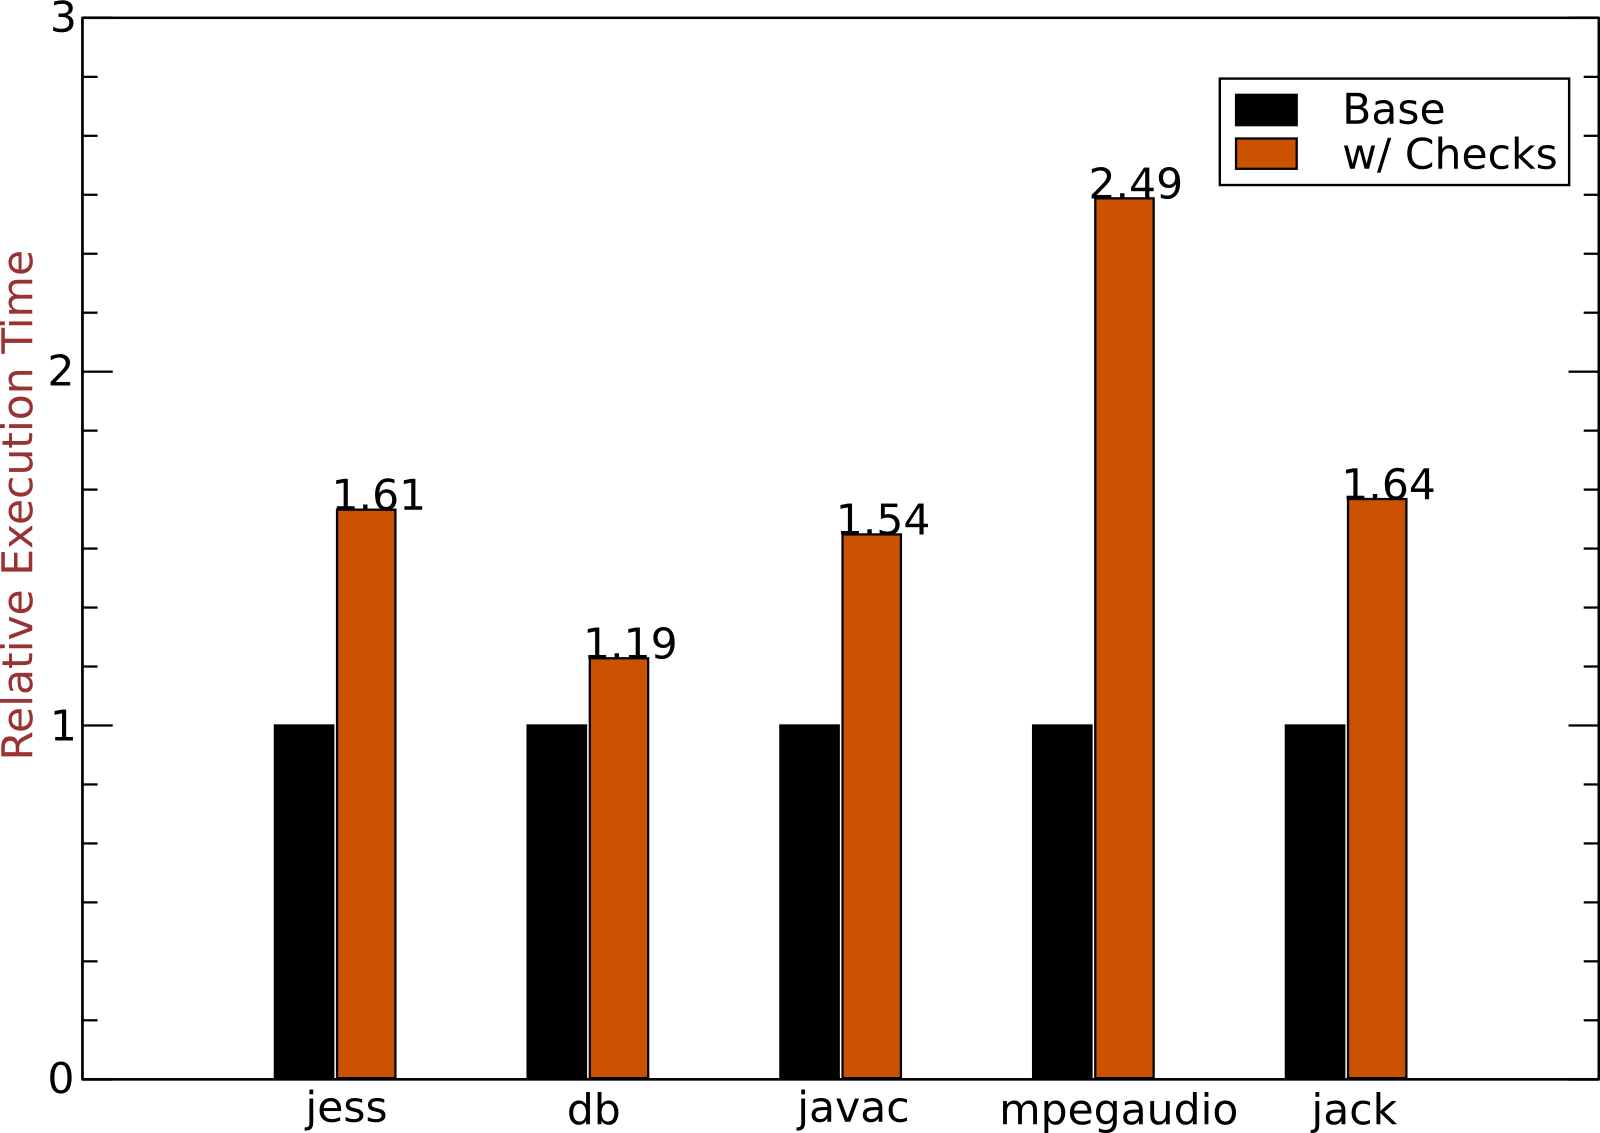 3
Base
w/ Checks
2.49
2
1.61
1.54
1.64
1.19
1
0
Relative Execution Time
jess
db
javac
mpegaudio
jack